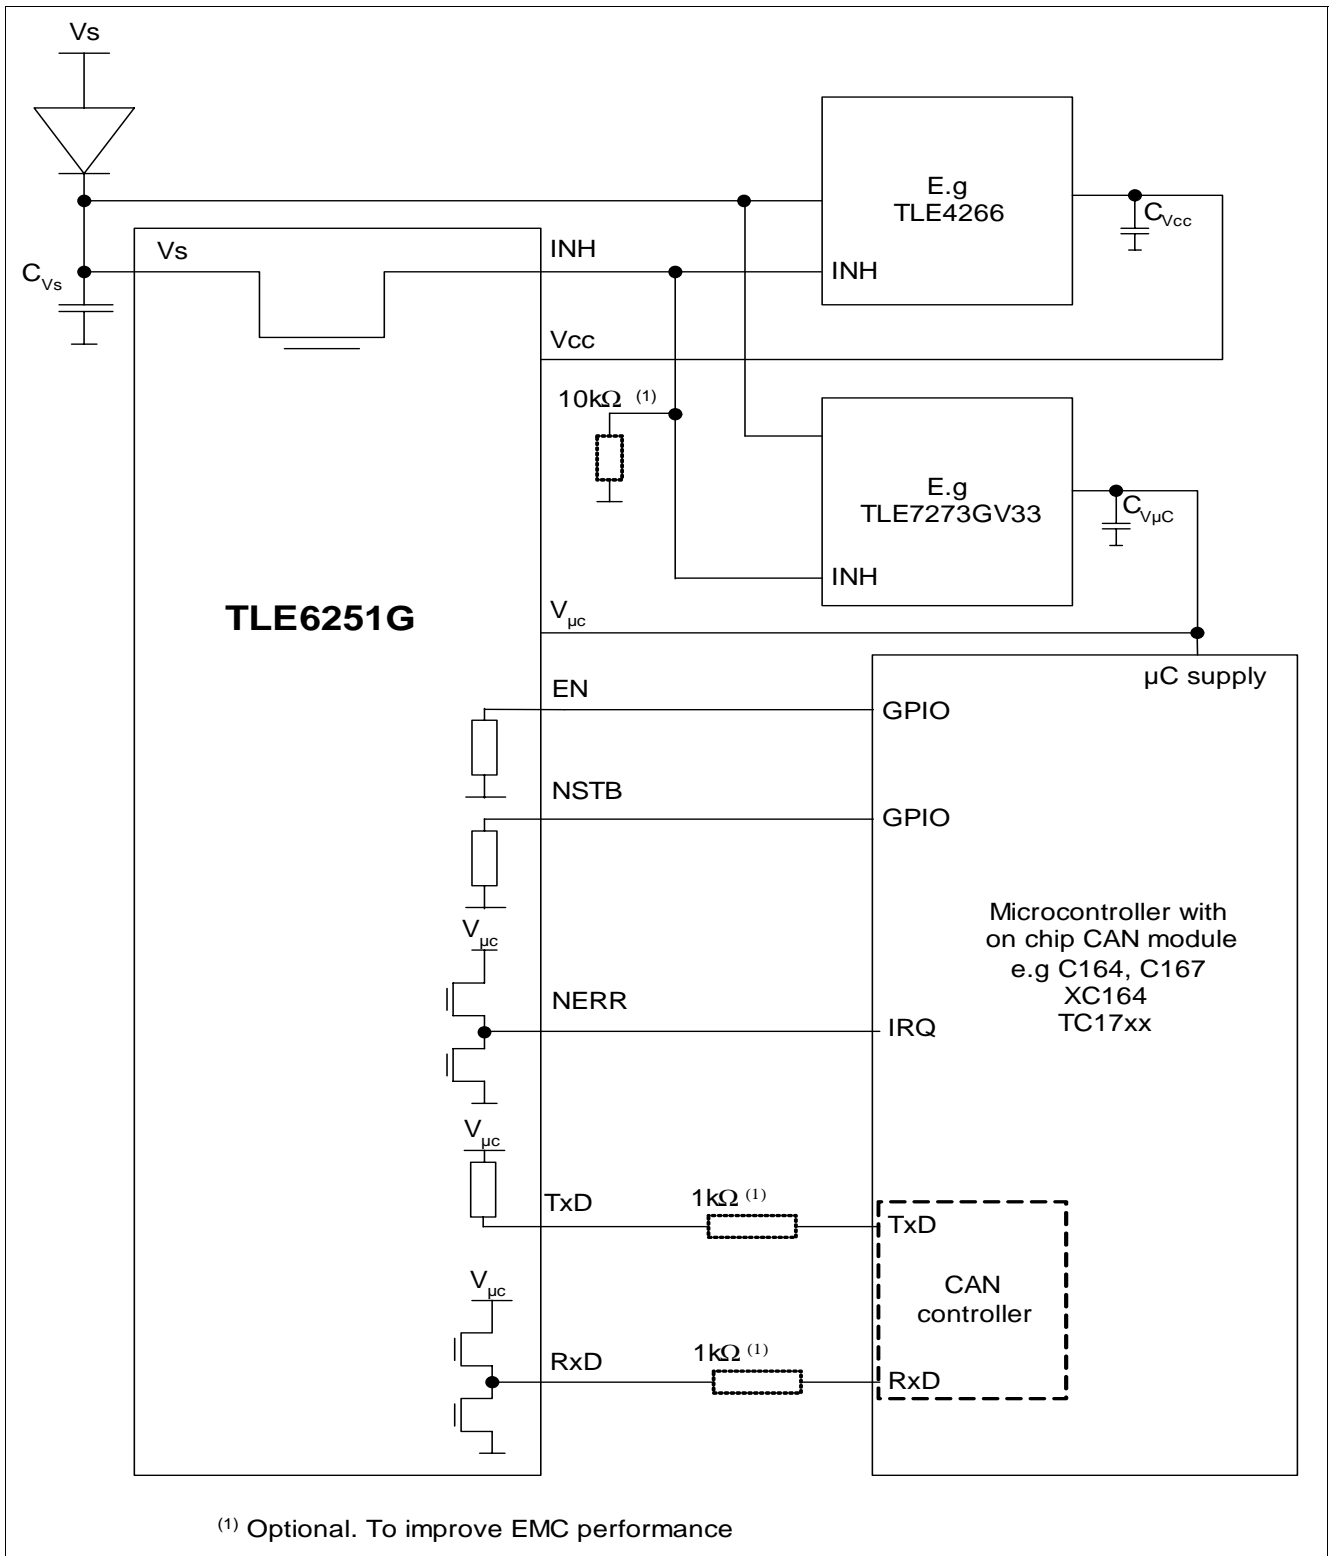 Vs
E.g
TLE4266
C_Vcc
Vs
INH
INH
C_Vs
Vcc
10kΩ (1)
E.g
TLE7273GV33
C_VµC
INH
TLE6251G
V_µc
µC supply
EN
GPIO
NSTB
GPIO
V_µc
Microcontroller with
on chip CAN module
e.g C164, C167
XC164
TC17xx
NERR
IRQ
V_µc
TxD
1kΩ (1)
TxD
CAN
controller
V_µc
RxD
1kΩ (1)
RxD
(1) Optional. To improve EMC performance